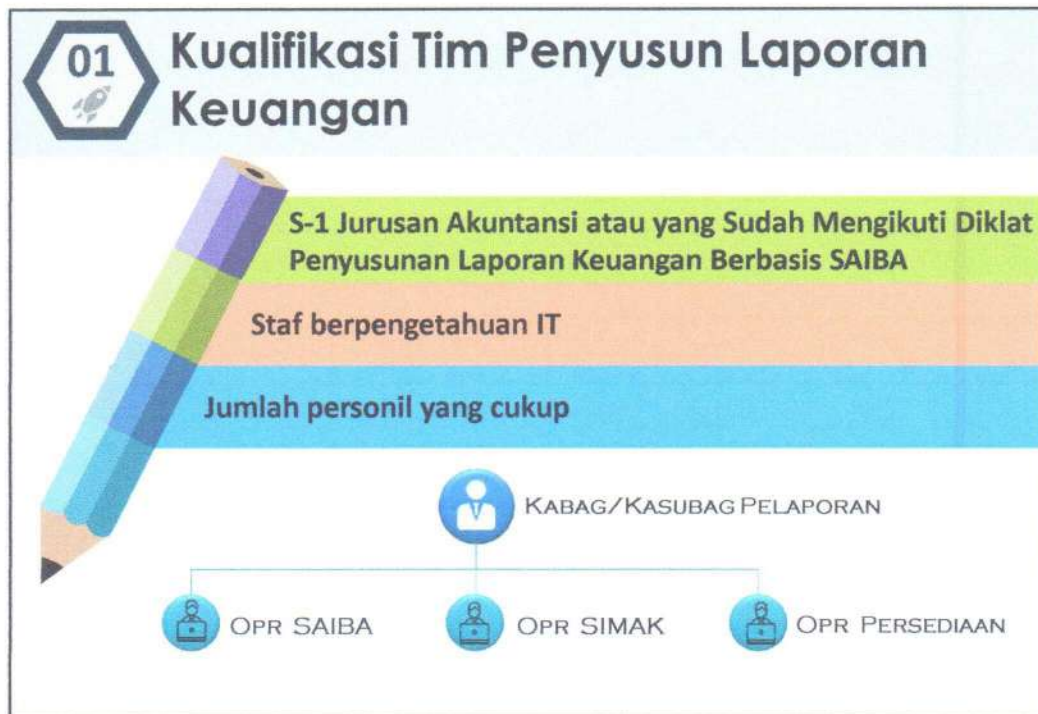 01
Kualifikasi Tim Penyusun Laporan
Keuangan
S-1 Jurusan Akuntansi atau yang Sudah Mengikuti Diklat
Penyusunan Laporan Keuangan Berbasis SAIBA
Staf berpengetahuan IT
Jumlah personil yang cukup
KABAG/KASUBAG PELAPORAN
OPR SAIBA
OPR SIMAK
OPR PERSEDIAAN